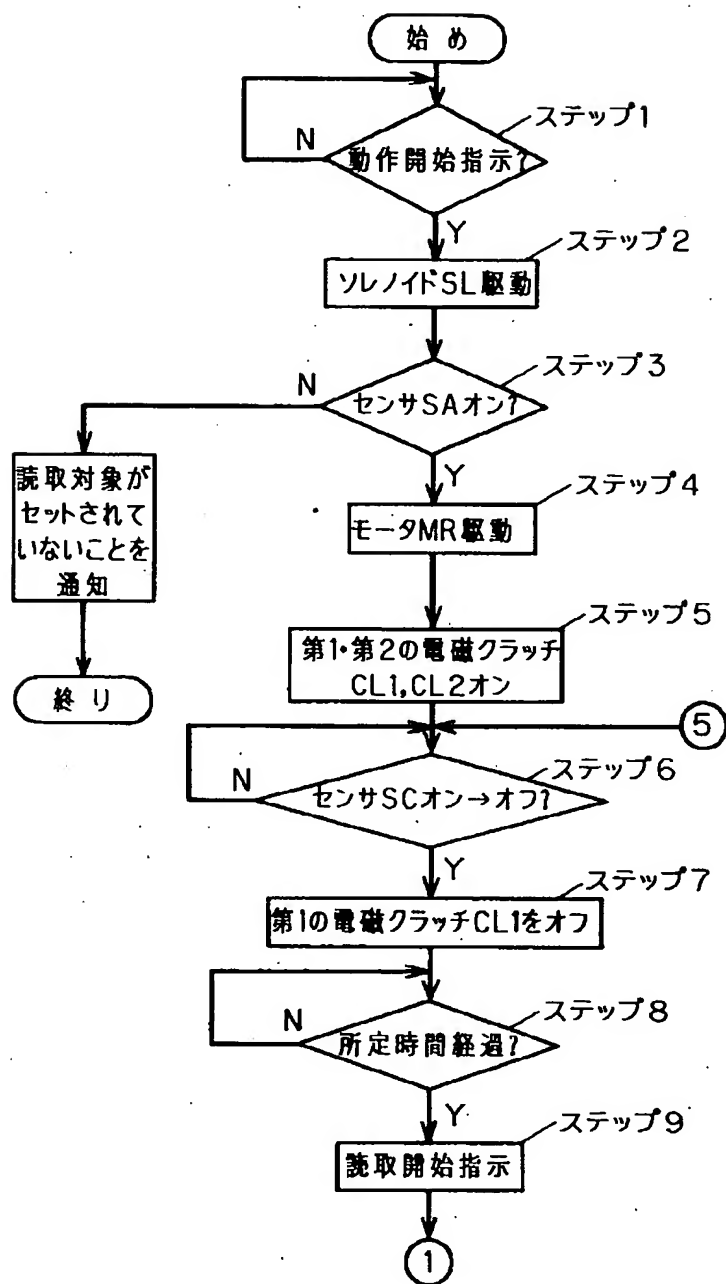 始め
ステップ1
N
動作開始指示?
Y
ステップ2
ソレノイドSL駆動
ステップ3
N
センサSAオン?
読取対象が
セットされて
いないことを
通知
Y
ステップ4
モータMR駆動
終り
ステップ5
第1・第2の電磁クラッチ
CL1,CL2オン
5
ステップ6
N
センサSCオン→オフ?
Y
ステップ7
第1の電磁クラッチCL1をオフ
ステップ8
N
所定時間経過?
Y
ステップ9
読取開始指示
1